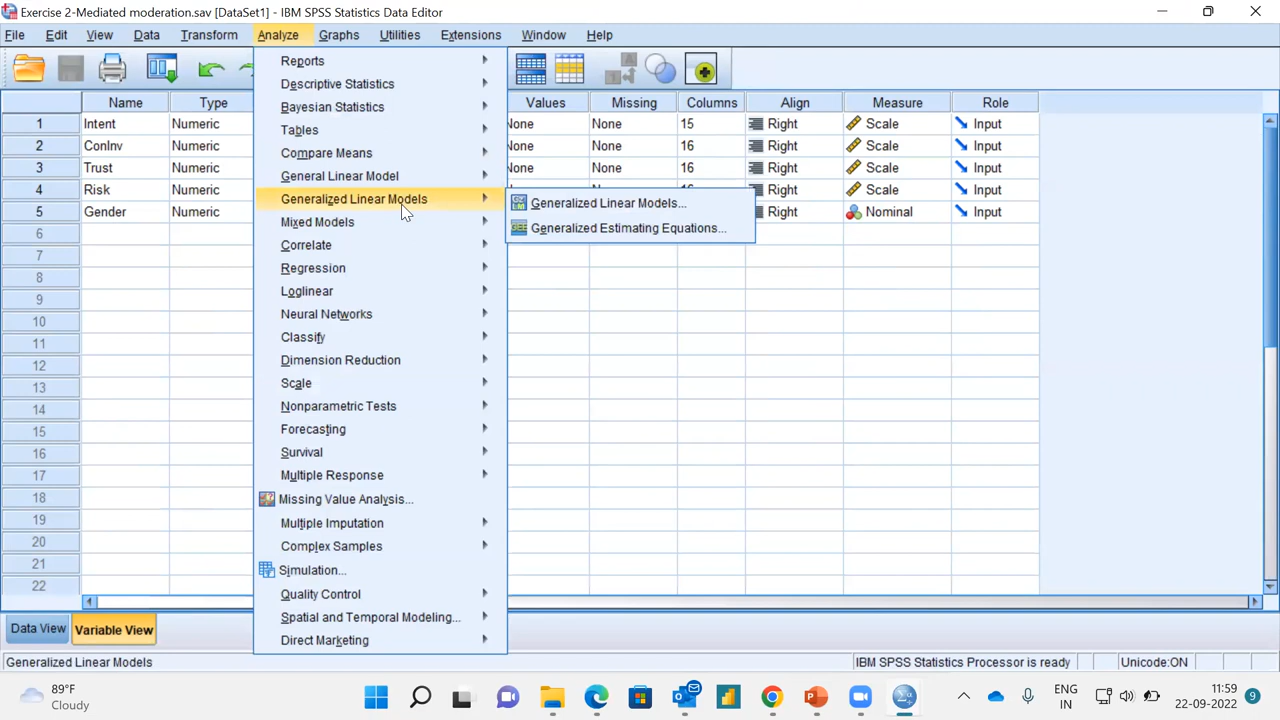 Exercise 2-Mediated moderation.sav [DataSet1] - IBM SPSS Statistics Data Editor
File Edit View Data Transform Analyze Graphs Utilities Extensions Window Help
Name Type Values Missing Columns Align Measure Role
1 Intent Numeric None None 15 Right Scale Input
2 ConInv Numeric None None 16 Right Scale Input
3 Trust Numeric None None 16 Right Scale Input
4 Risk Numeric Right Scale Input
5 Gender Numeric Right Nominal Input
6
7
8
9
10
11
12
13
14
15
16
17
18
19
20
21
22
Reports
Descriptive Statistics
Bayesian Statistics
Tables
Compare Means
General Linear Model
Generalized Linear Models
Mixed Models
Correlate
Regression
Loglinear
Neural Networks
Classify
Dimension Reduction
Scale
Nonparametric Tests
Forecasting
Survival
Multiple Response
Missing Value Analysis...
Multiple Imputation
Complex Samples
Simulation...
Quality Control
Spatial and Temporal Modeling...
Direct Marketing
Generalized Linear Models...
Generalized Estimating Equations...
Data View Variable View
Generalized Linear Models
IBM SPSS Statistics Processor is ready Unicode:ON
89°F
Cloudy
ENG
IN
11:59
22-09-2022
9